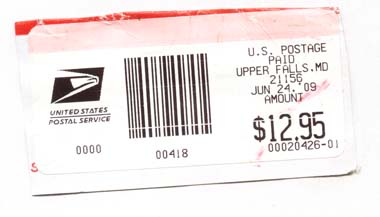 U.S. POSTAGE
PAID
UPPER FALLS.MD
21156
JUN 24.'09
AMOUNT
$12.95
00020426-01
UNITED STATES
POSTAL SERVICE
0000
00418